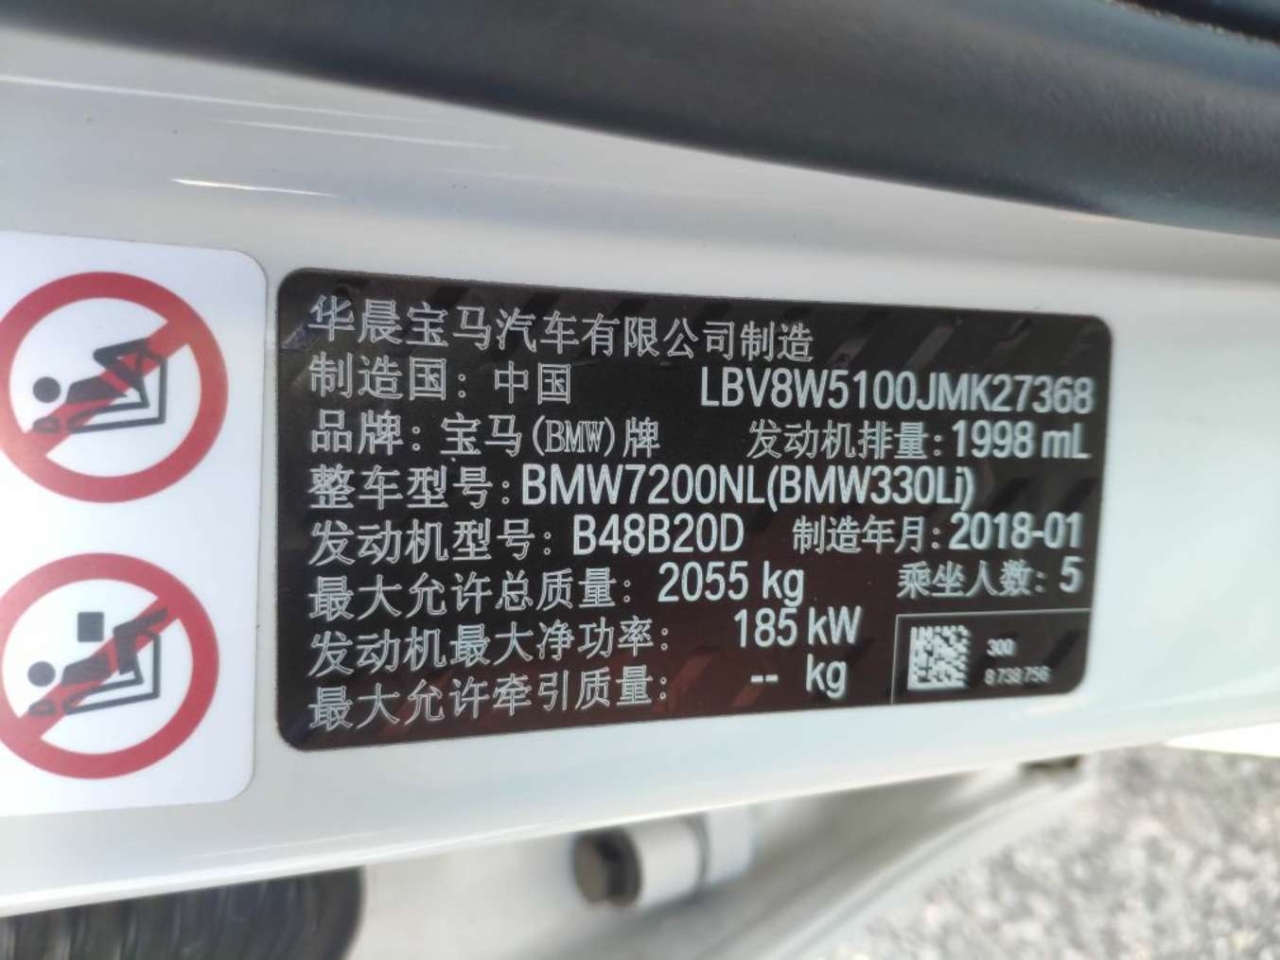 华晨宝马汽车有限公司制造
制造国：中国 LBV8W5100JMK27368
品牌：宝马(BMW)牌 发动机排量：1998 mL
整车型号：BMW7200NL(BMW330Li)
发动机型号：B48B20D 制造年月：2018-01
最大允许总质量：2055 kg 乘坐人数：5
发动机最大净功率：185 kW
最大允许牵引质量：-- kg
300
8738756